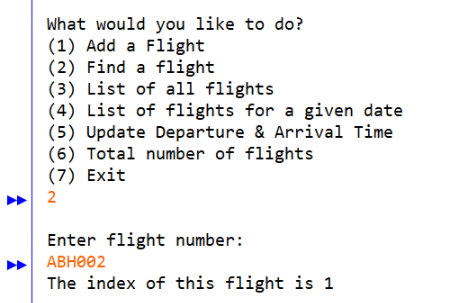 What would you like to do?
(1) Add a Flight
(2) Find a flight
(3) List of all flights
(4) List of flights for a given date
(5) Update Departure & Arrival Time
(6) Total number of flights
(7) Exit
2
Enter flight number:
ABH002
The index of this flight is 1